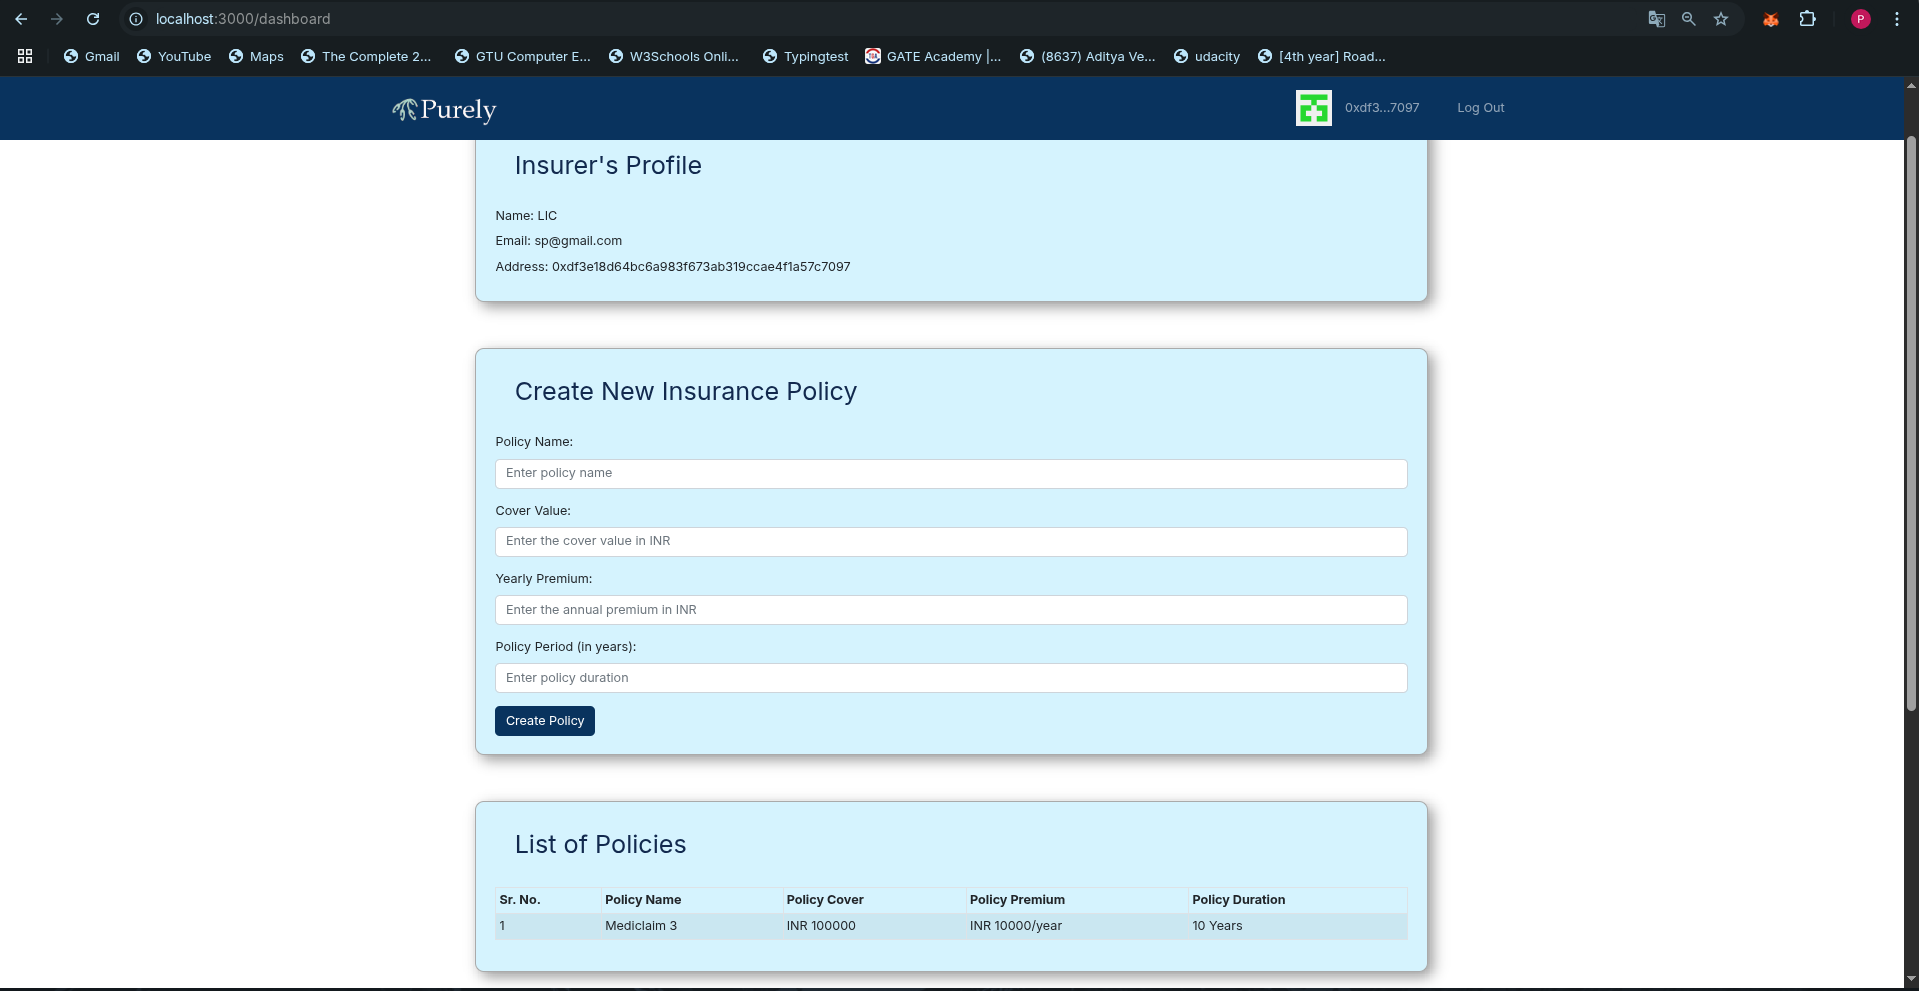 localhost:3000/dashboard
P
Gmail YouTube Maps The Complete 2... GTU Computer E... W3Schools Onli... Typingtest GATE Academy |... (8637) Aditya Ve... udacity [4th year] Road...
Purely 0xdf3...7097 Log Out
Insurer's Profile
Name: LIC
Email: sp@gmail.com
Address: 0xdf3e18d64bc6a983f673ab319ccae4f1a57c7097
Create New Insurance Policy
Policy Name:
Enter policy name
Cover Value:
Enter the cover value in INR
Yearly Premium:
Enter the annual premium in INR
Policy Period (in years):
Enter policy duration
Create Policy
List of Policies
Sr. No. Policy Name Policy Cover Policy Premium Policy Duration
1 Mediclaim 3 INR 100000 INR 10000/year 10 Years